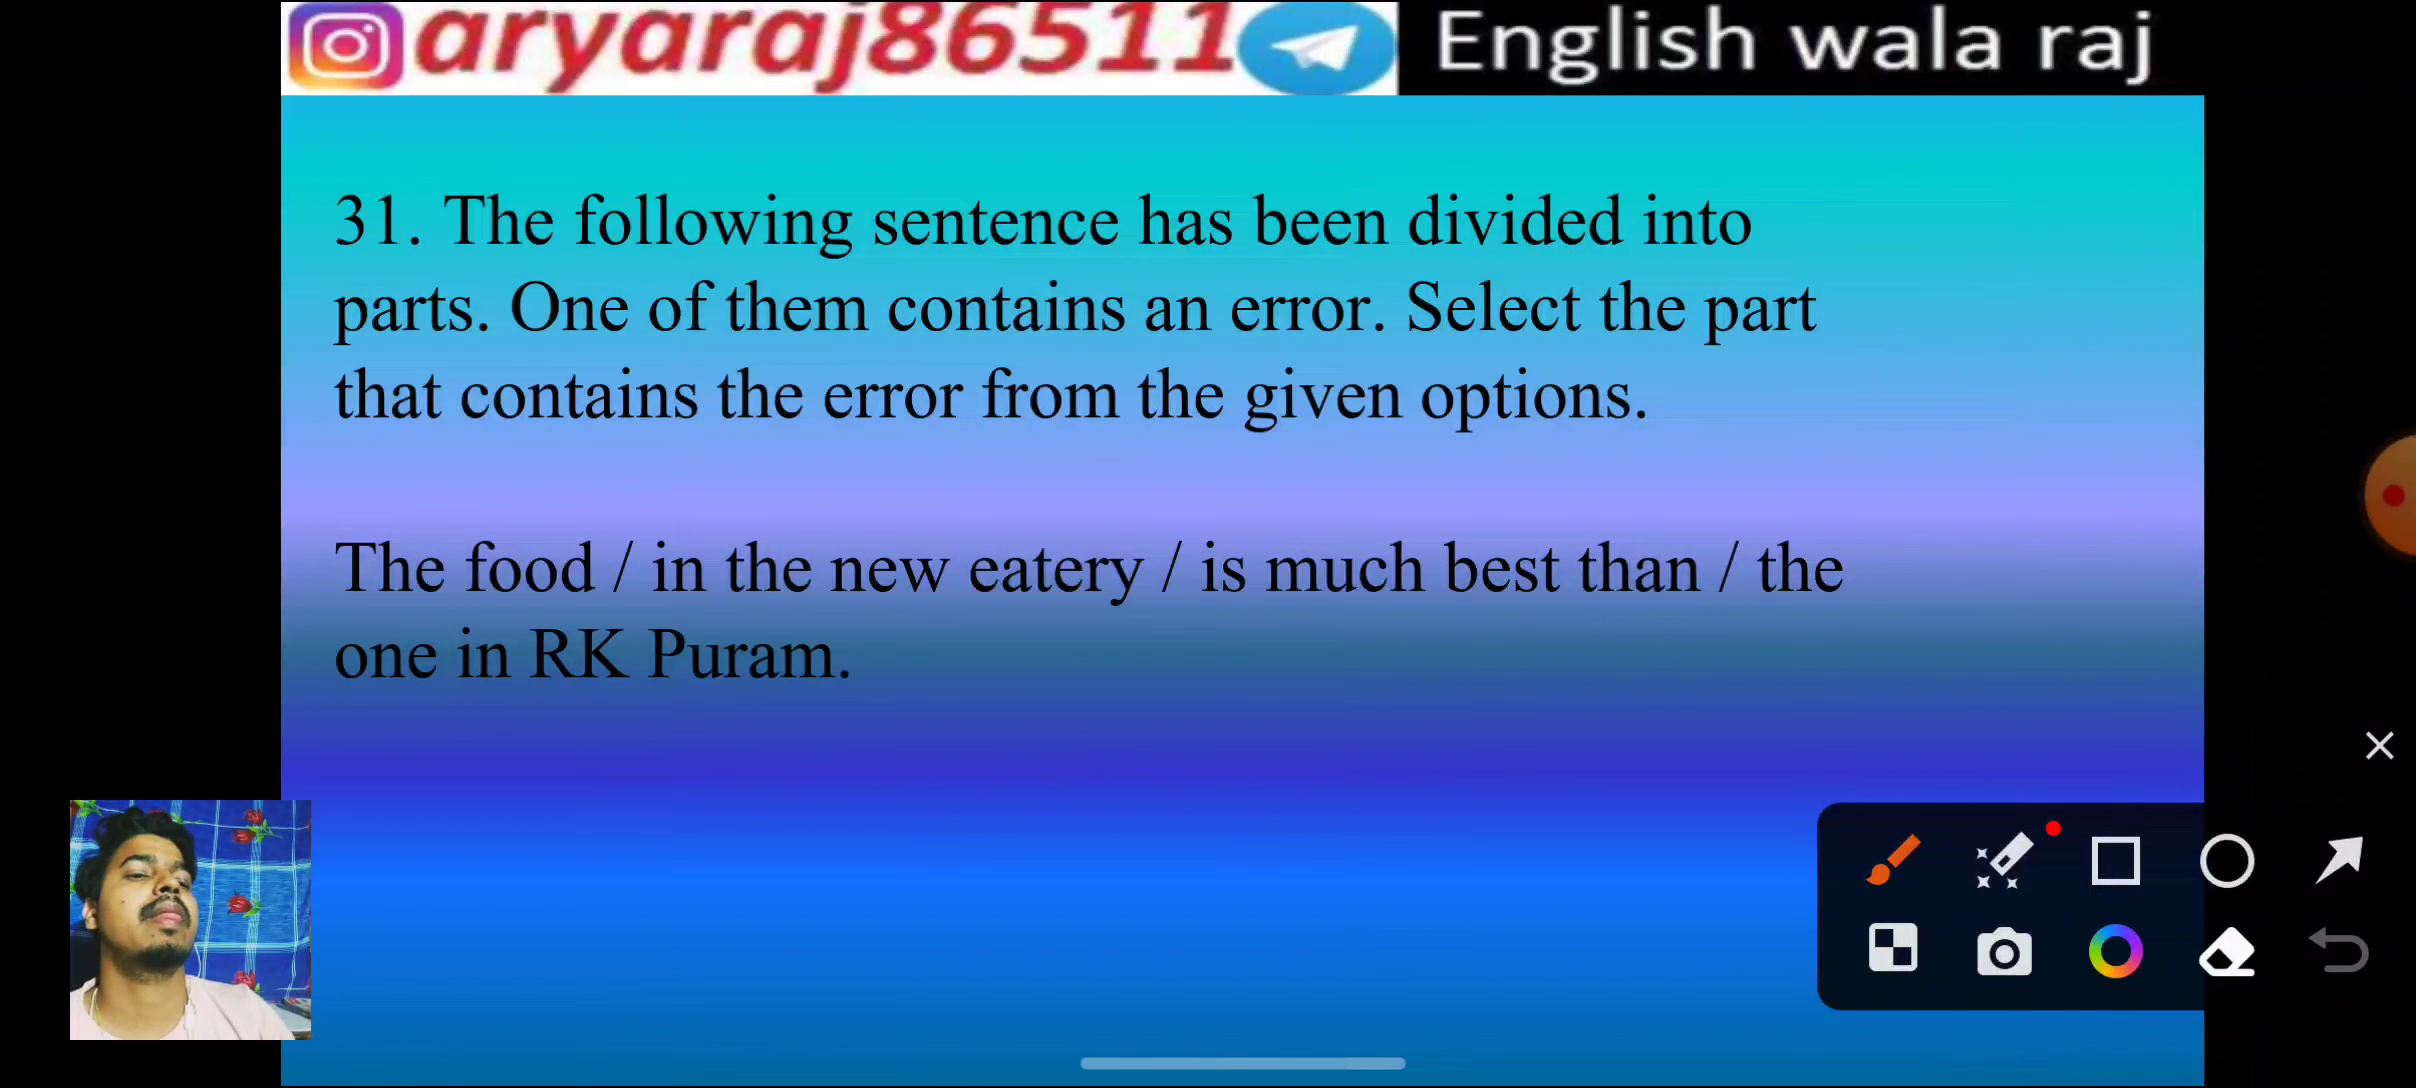 aryaraj86511 English wala raj
31. The following sentence has been divided into
parts. One of them contains an error. Select the part
that contains the error from the given options.
The food / in the new eatery / is much best than / the
one in RK Puram.